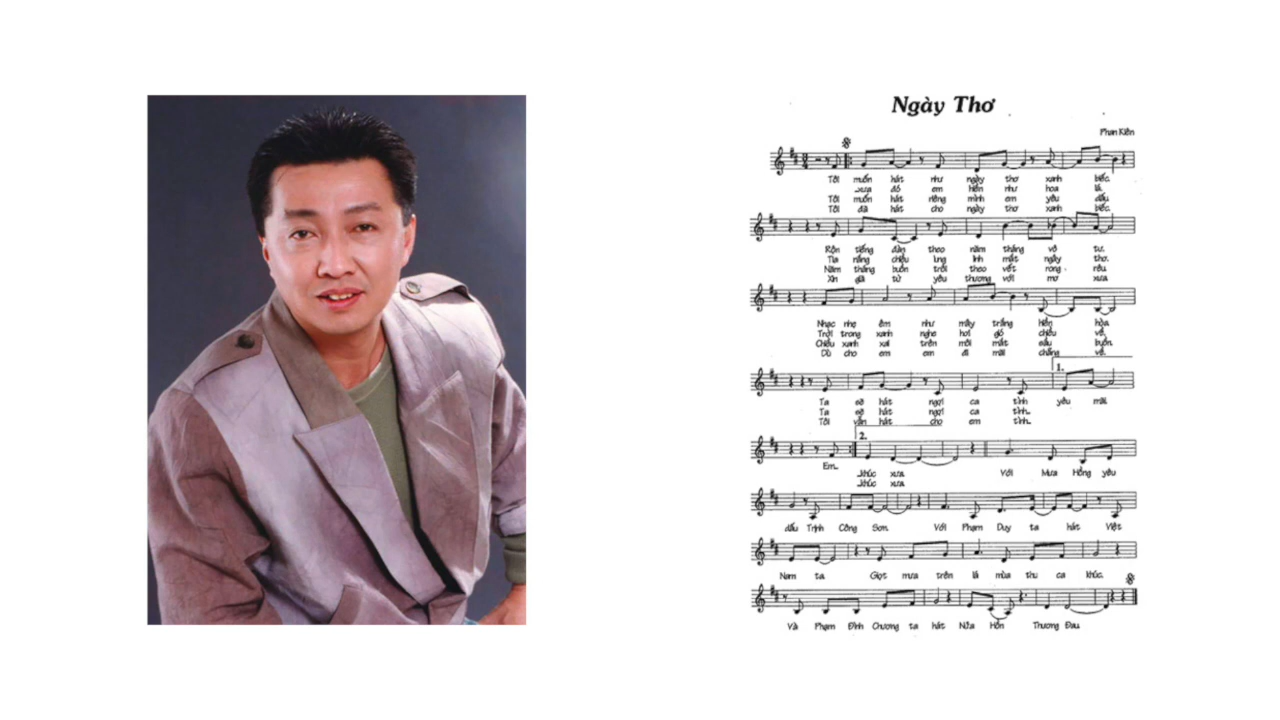 Ngày Thơ
Phan Kiên
Tôi muốn hát như ngày thơ xanh biếc.
...xưa đó em hiền như hoa lá.
Tôi muốn hát riêng mình em yêu dấu.
Tôi đã hát cho ngày thơ xanh biếc.
Rộn tiếng đàn theo năm tháng vô tư.
Tia nắng chiều lung linh mắt ngây thơ.
Năm tháng buồn trôi theo vết rong rêu.
Xin giã từ yêu thương với mơ xưa
Nhạc nhẹ êm như mây trắng hiền hòa.
Trời trong xanh nghe hơi gió chiều về.
Chiều xanh xai trên môi mắt sầu buồn.
Dù cho em em đi mãi chẳng về.
1.
Ta sẽ hát ngợi ca tình yêu mãi.
Ta sẽ hát ngợi ca tình...
Tôi vẫn hát cho em tình...
2.
Em... ...khúc xưa Với Mưa Hồng yêu
...khúc xưa
dấu Trịnh Công Sơn. Với Phạm Duy ta hát Việt
Nam ta. Giọt mưa trên lá mùa thu ca khúc.
Và Phạm Đình Chương ta hát Nửa Hồn Thương Đau.